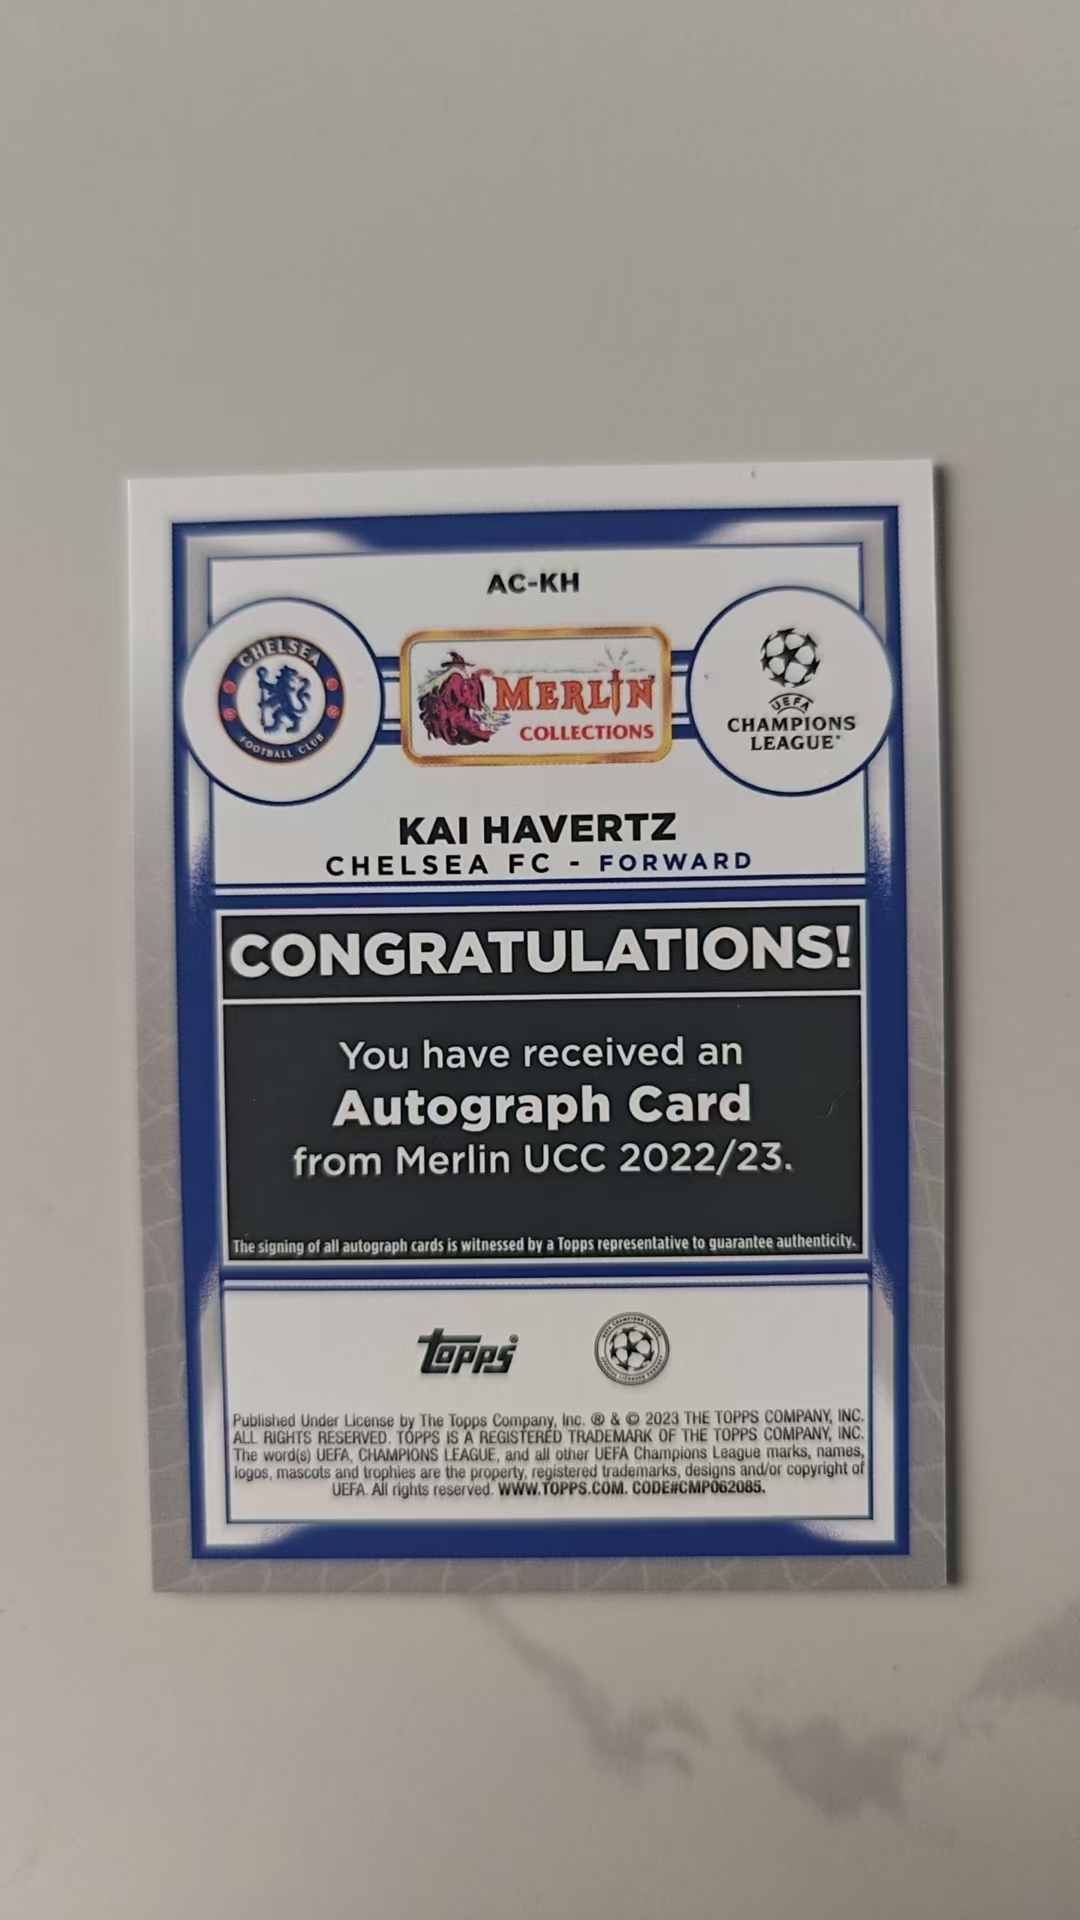 AC-KH
CHELSEA
FOOTBALL CLUB
MERLIN
COLLECTIONS
UEFA
CHAMPIONS
LEAGUE®
KAI HAVERTZ
CHELSEA FC - FORWARD
CONGRATULATIONS!
You have received an
Autograph Card
from Merlin UCC 2022/23.
The signing of all autograph cards is witnessed by a Topps representative to guarantee authenticity.
topps®
Published Under License by The Topps Company, Inc. ® & © 2023 THE TOPPS COMPANY, INC.
ALL RIGHTS RESERVED. TOPPS IS A REGISTERED TRADEMARK OF THE TOPPS COMPANY, INC.
The word(s) UEFA, CHAMPIONS LEAGUE, and all other UEFA Champions League marks, names,
logos, mascots and trophies are the property, registered trademarks, designs and/or copyright of
UEFA. All rights reserved. WWW.TOPPS.COM. CODE#CMP062085.